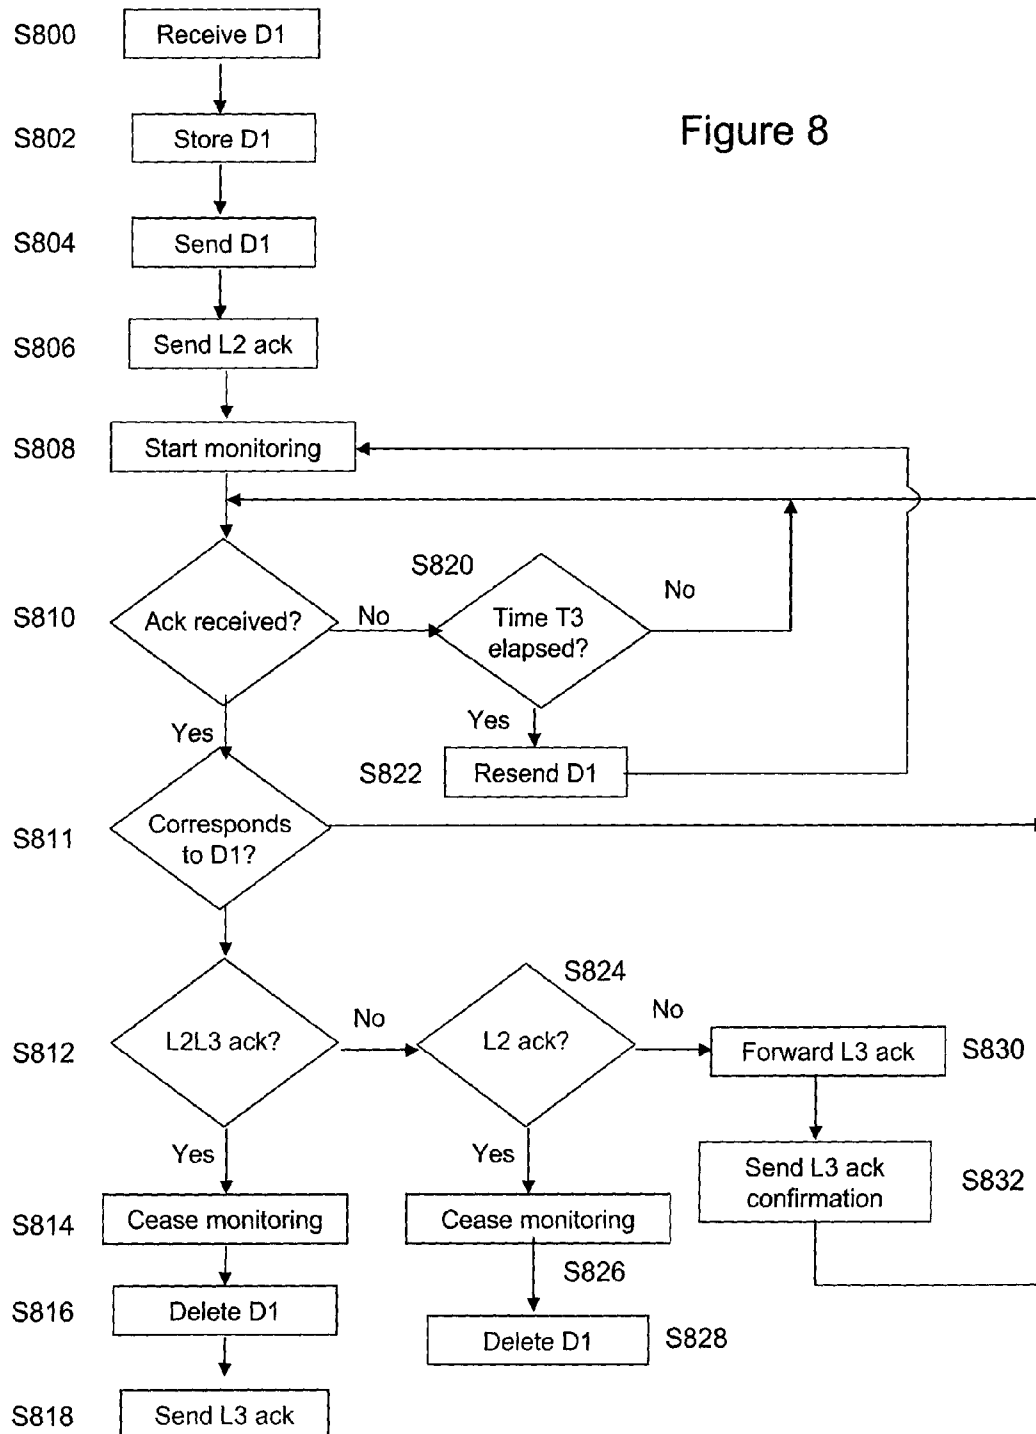 S800
Receive D1
S802
Store D1
Figure 8
S804
Send D1
S806
Send L2 ack
S808
Start monitoring
S810
Ack received?
No
S820
Time T3
elapsed?
No
Yes
Yes
S822
Resend D1
S811
Corresponds
to D1?
S812
L2L3 ack?
No
L2 ack?
S824
No
Forward L3 ack
S830
Yes
Yes
Send L3 ack
confirmation
S832
S814
Cease monitoring
Cease monitoring
S826
S816
Delete D1
Delete D1
S828
S818
Send L3 ack